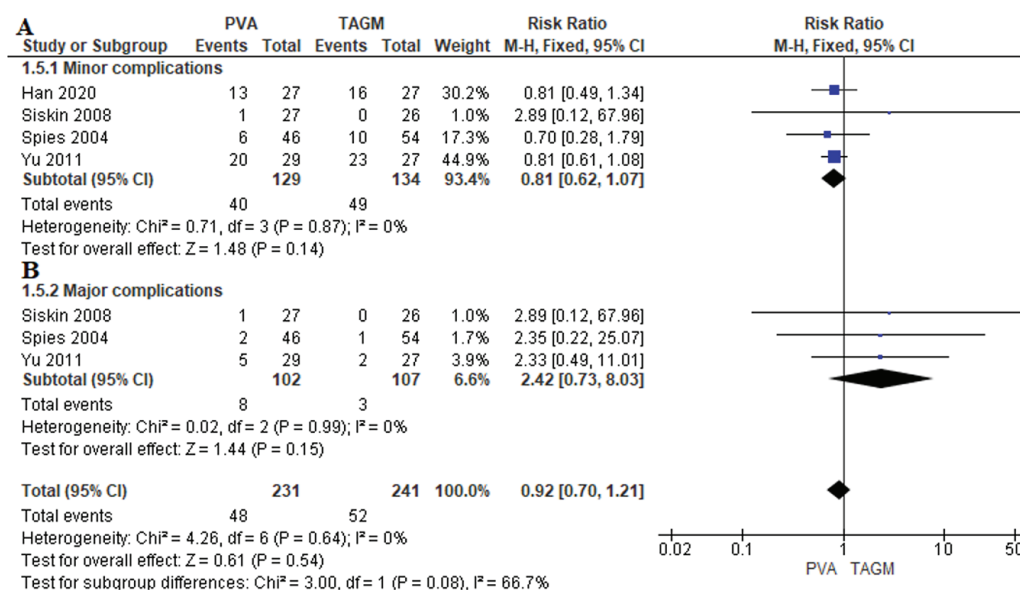 A
PVA TAGM Risk Ratio Risk Ratio
Study or Subgroup Events Total Events Total Weight M-H, Fixed, 95% CI M-H, Fixed, 95% CI
1.5.1 Minor complications
Han 2020 13 27 16 27 30.2% 0.81 [0.49, 1.34]
Siskin 2008 1 27 0 26 1.0% 2.89 [0.12, 67.96]
Spies 2004 6 46 10 54 17.3% 0.70 [0.28, 1.79]
Yu 2011 20 29 23 27 44.9% 0.81 [0.61, 1.08]
Subtotal (95% CI) 129 134 93.4% 0.81 [0.62, 1.07]
Total events 40 49
Heterogeneity: Chi² = 0.71, df = 3 (P = 0.87); I² = 0%
Test for overall effect: Z = 1.48 (P = 0.14)
B
1.5.2 Major complications
Siskin 2008 1 27 0 26 1.0% 2.89 [0.12, 67.96]
Spies 2004 2 46 1 54 1.7% 2.35 [0.22, 25.07]
Yu 2011 5 29 2 27 3.9% 2.33 [0.49, 11.01]
Subtotal (95% CI) 102 107 6.6% 2.42 [0.73, 8.03]
Total events 8 3
Heterogeneity: Chi² = 0.02, df = 2 (P = 0.99); I² = 0%
Test for overall effect: Z = 1.44 (P = 0.15)
Total (95% CI) 231 241 100.0% 0.92 [0.70, 1.21]
Total events 48 52
Heterogeneity: Chi² = 4.26, df = 6 (P = 0.64); I² = 0%
Test for overall effect: Z = 0.61 (P = 0.54)
Test for subgroup differences: Chi² = 3.00, df = 1 (P = 0.08), I² = 66.7%
0.02 0.1 1 10 50
PVA TAGM